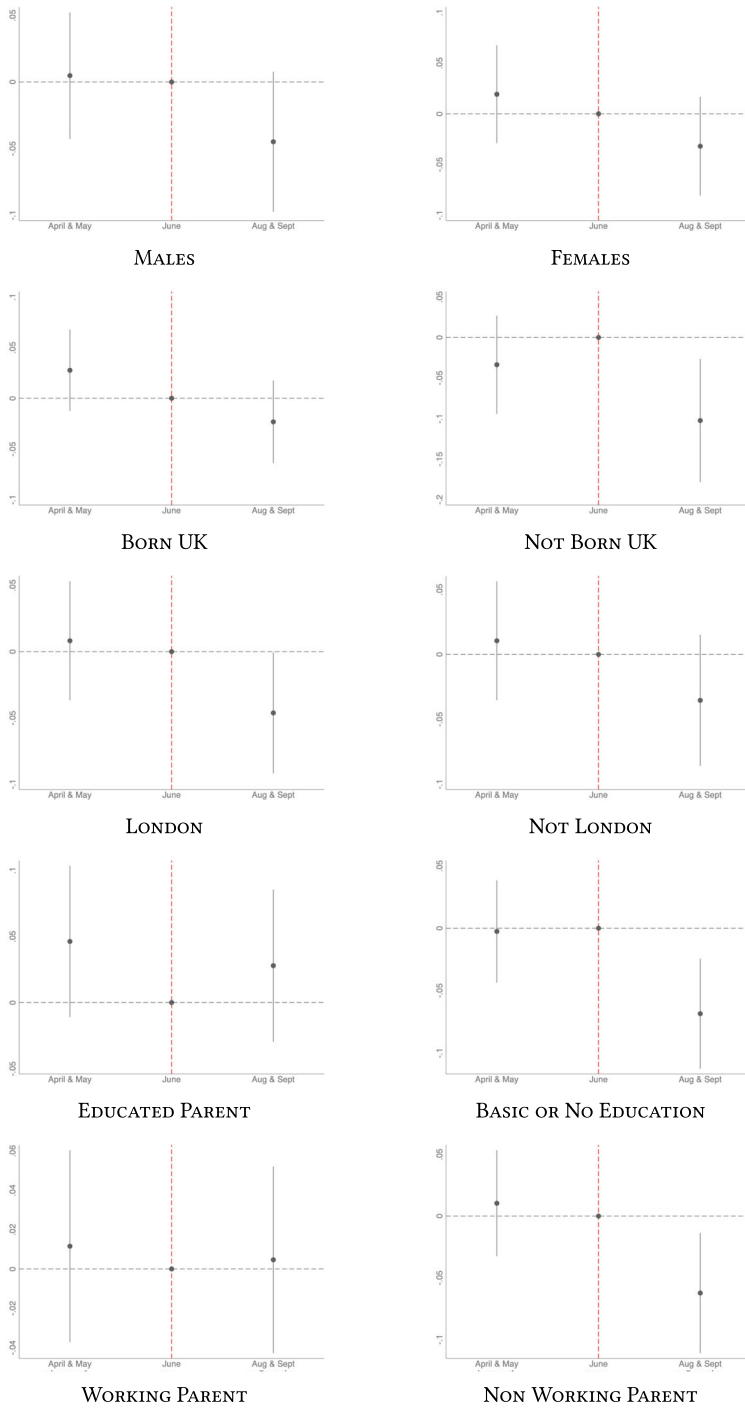 .05
0
-.05
-.1
April & May June Aug & Sept
Males
.1
.05
0
-.05
-.1
April & May June Aug & Sept
Females
.1
.05
0
-.05
-.1
April & May June Aug & Sept
Born UK
.05
0
-.05
-.1
-.15
-.2
April & May June Aug & Sept
Not Born UK
.05
0
-.05
-.1
April & May June Aug & Sept
London
.05
0
-.05
-.1
April & May June Aug & Sept
Not London
.1
.05
0
-.05
April & May June Aug & Sept
Educated Parent
.05
0
-.05
-.1
April & May June Aug & Sept
Basic or No Education
.06
.04
.02
0
-.02
-.04
April & May June Aug & Sept
Working Parent
.05
0
-.05
-.1
April & May June Aug & Sept
Non Working Parent